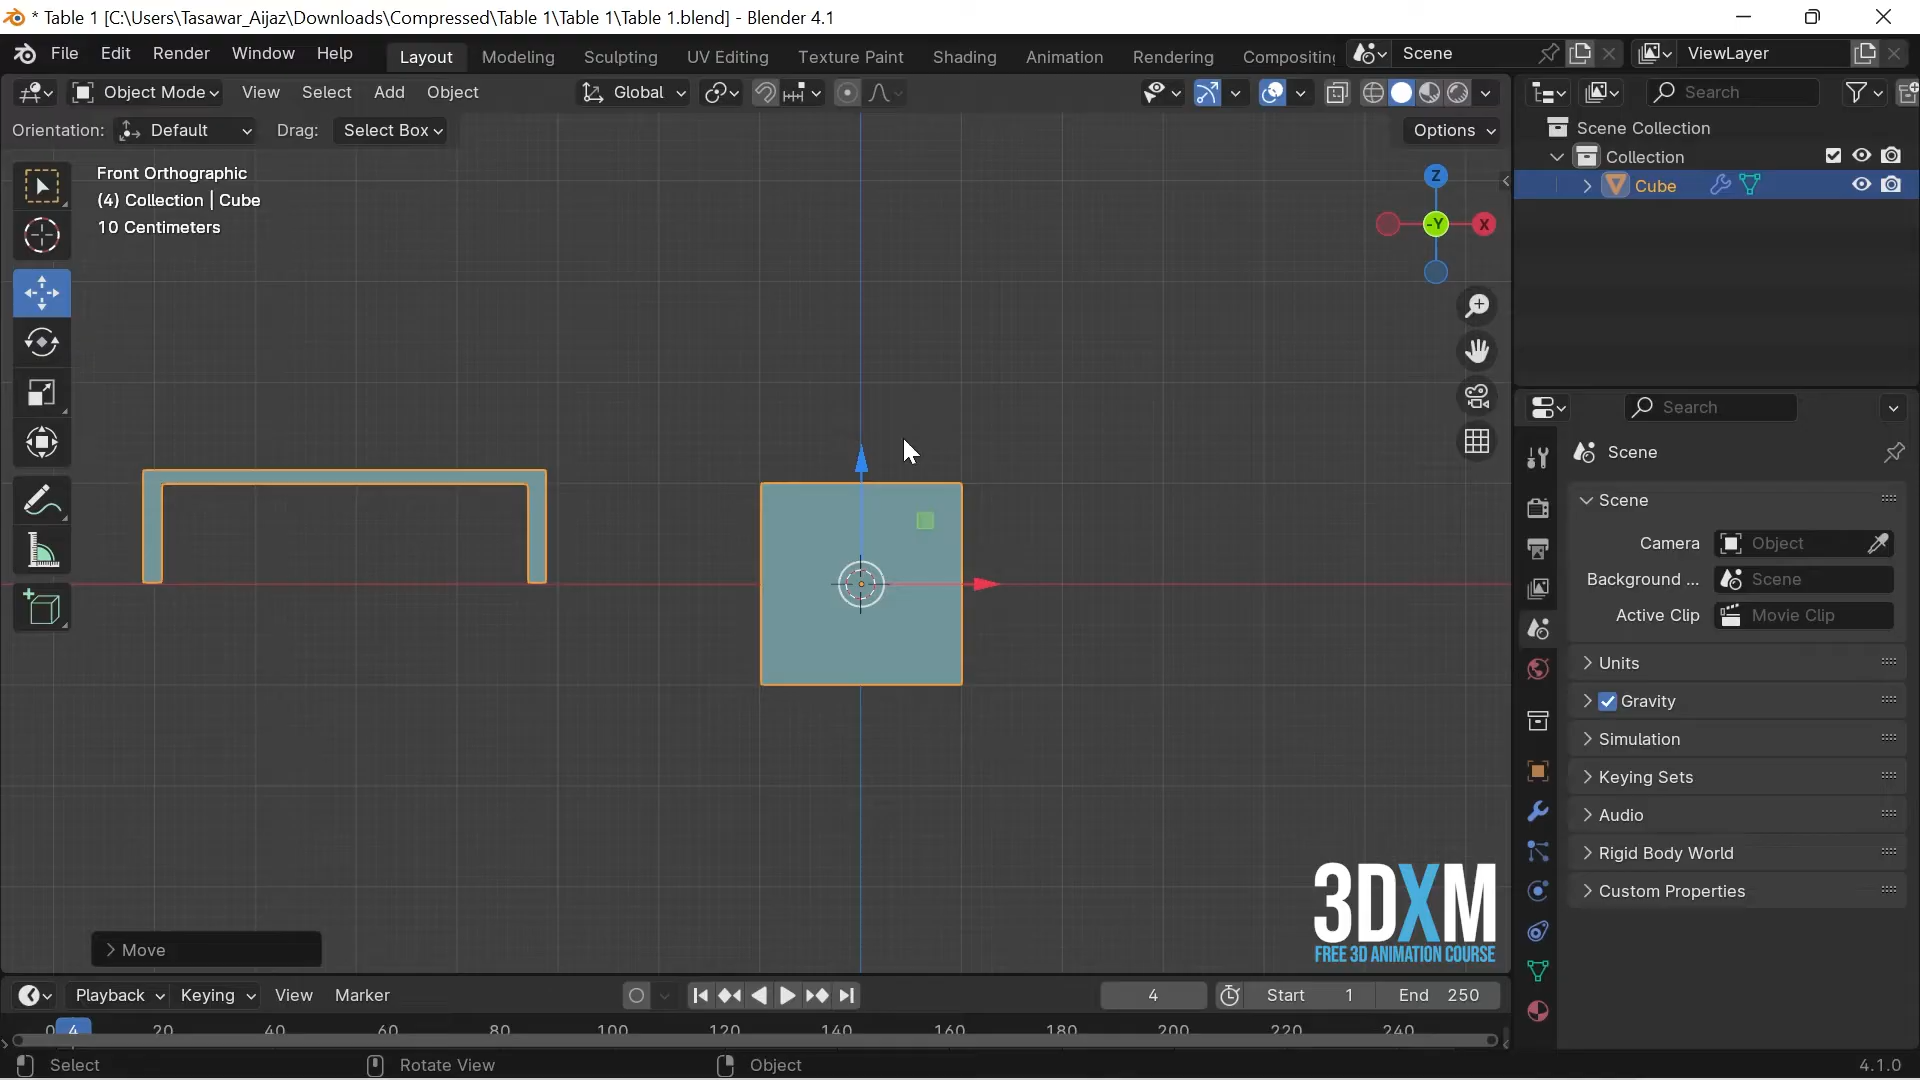 * Table 1 [C:\Users\Tasawar_Aijaz\Downloads\Compressed\Table 1\Table 1\Table 1.blend] - Blender 4.1
File Edit Render Window Help Layout Modeling Sculpting UV Editing Texture Paint Shading Animation Rendering Compositing Scene ViewLayer
Object Mode View Select Add Object Global Search
Orientation: Default Drag: Select Box Options
Scene Collection
Collection
Cube
Front Orthographic
(4) Collection | Cube
10 Centimeters
Z
-Y
X
Search
Scene
Scene
Camera Object
Background ... Scene
Active Clip Movie Clip
Units
Gravity
Simulation
Keying Sets
Audio
Rigid Body World
Custom Properties
3DXM
FREE 3D ANIMATION COURSE
Move
Playback Keying View Marker 4 Start 1 End 250
0 4 20 40 60 80 100 120 140 160 180 200 220 240
Select Rotate View Object 4.1.0